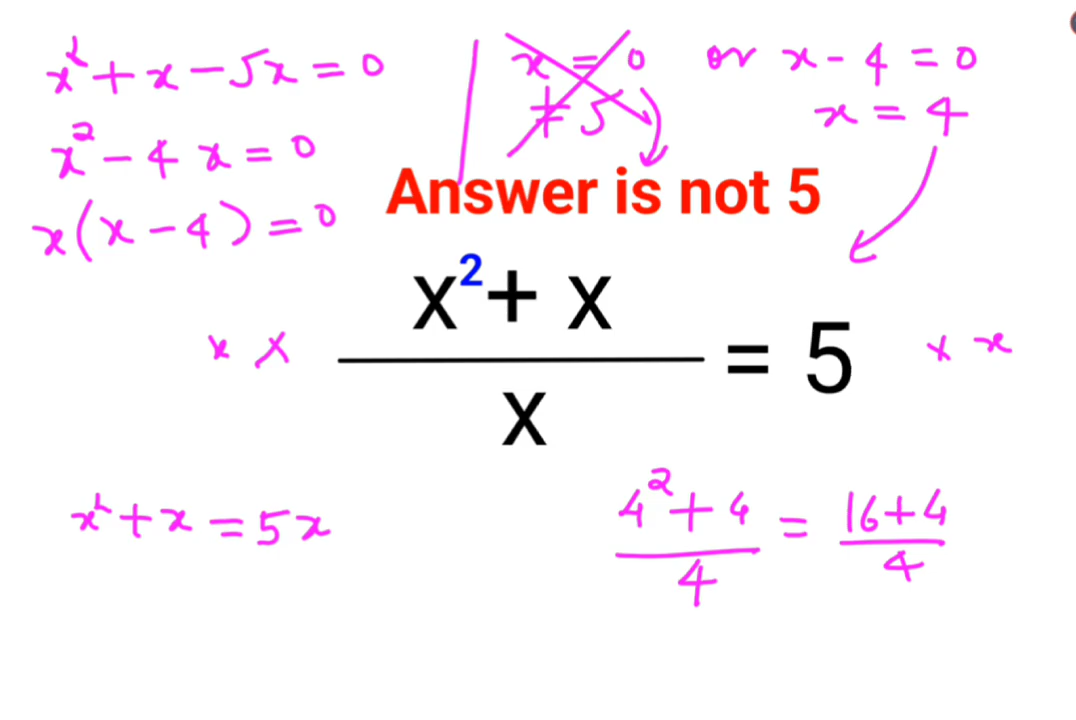 x² + x - 5x = 0
x² - 4x = 0
x(x - 4) = 0
x = 0 or x - 4 = 0
≠ 5
x = 4
Answer is not 5
x² + x
x
= 5
x ×
× x
x² + x = 5x
4² + 4
4
=
16 + 4
4